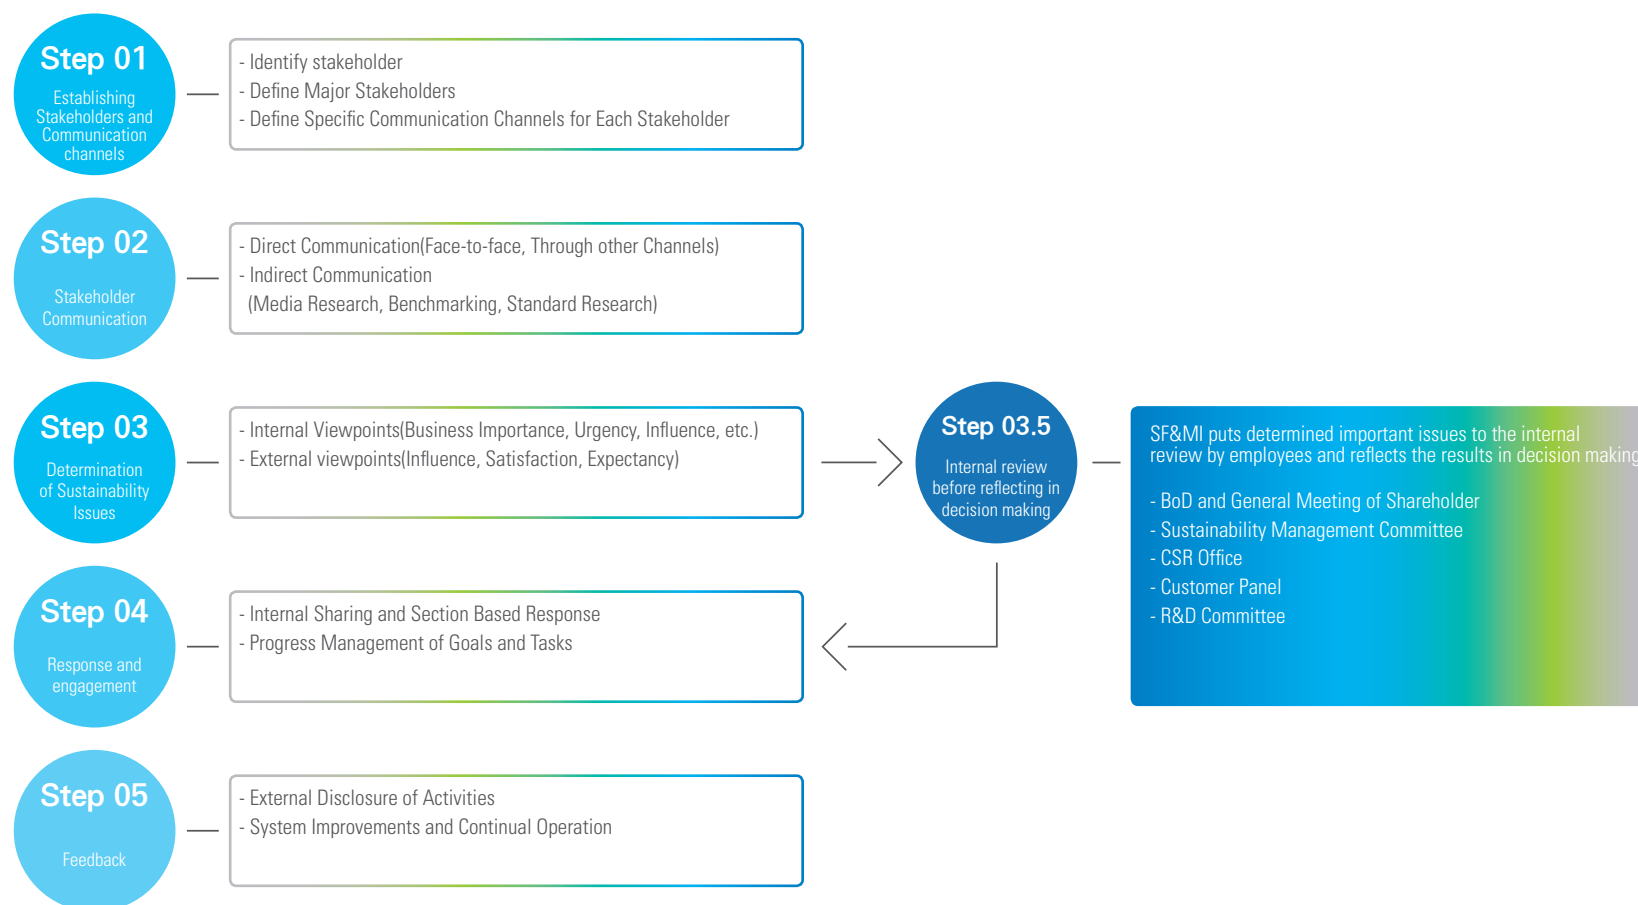 Step 01
Establishing
Stakeholders and
Communication
channels
- Identify stakeholder
- Define Major Stakeholders
- Define Specific Communication Channels for Each Stakeholder
Step 02
Stakeholder
Communication
- Direct Communication(Face-to-face, Through other Channels)
- Indirect Communication
(Media Research, Benchmarking, Standard Research)
Step 03
Determination
of Sustainability
Issues
- Internal Viewpoints(Business Importance, Urgency, Influence, etc.)
- External viewpoints(Influence, Satisfaction, Expectancy)
Step 03.5
Internal review
before reflecting in
decision making
SF&MI puts determined important issues to the internal
review by employees and reflects the results in decision making
- BoD and General Meeting of Shareholder
- Sustainability Management Committee
- CSR Office
- Customer Panel
- R&D Committee
Step 04
Response and
engagement
- Internal Sharing and Section Based Response
- Progress Management of Goals and Tasks
Step 05
Feedback
- External Disclosure of Activities
- System Improvements and Continual Operation